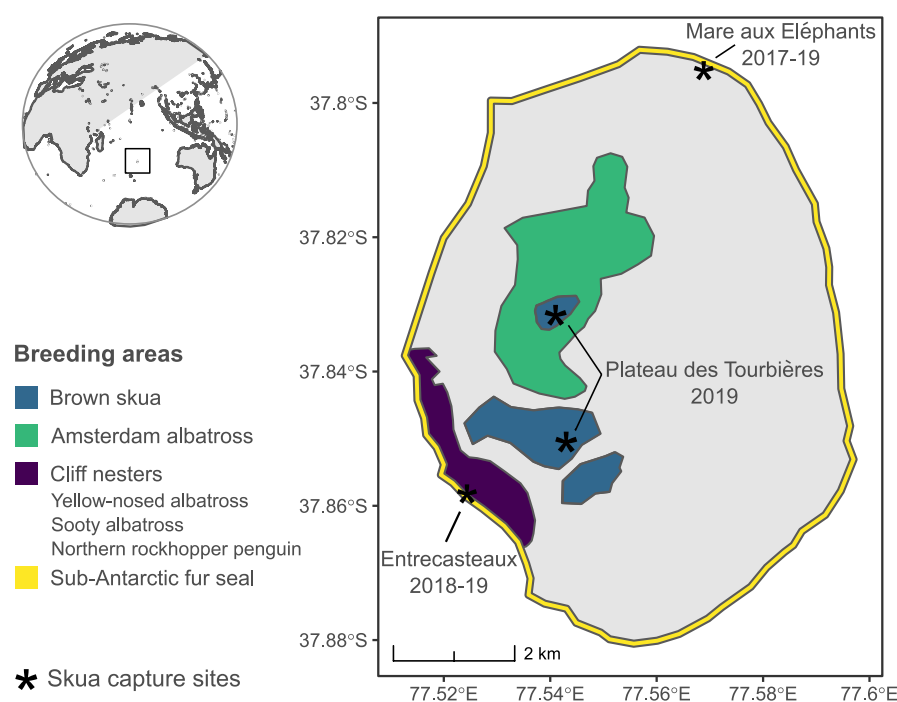 Mare aux Eléphants
2017-19
37.8°S
37.82°S
37.84°S
37.86°S
37.88°S
Plateau des Tourbières
2019
Entrecasteaux
2018-19
2 km
77.52°E
77.54°E
77.56°E
77.58°E
77.6°E
Breeding areas
Brown skua
Amsterdam albatross
Cliff nesters
Yellow-nosed albatross
Sooty albatross
Northern rockhopper penguin
Sub-Antarctic fur seal
Skua capture sites